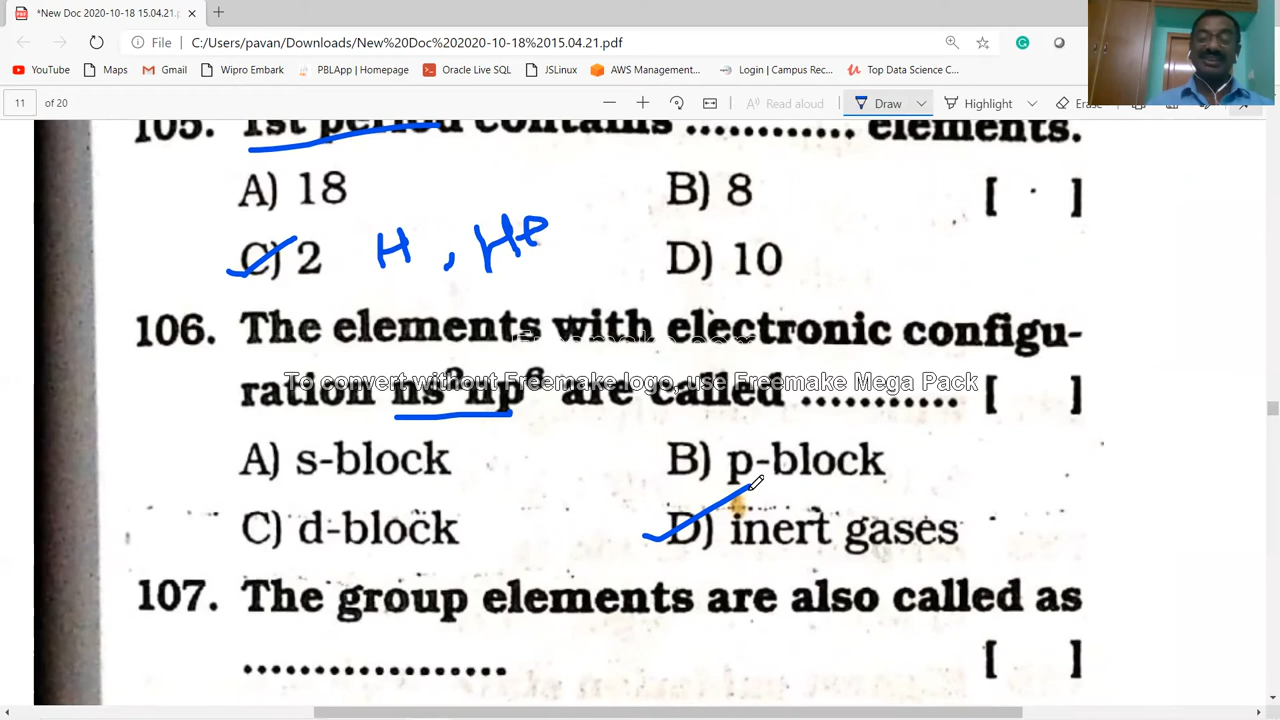 *New Doc 2020-10-18 15.04.21.p
File C:/Users/pavan/Downloads/New%20Doc%202020-10-18%2015.04.21.pdf
YouTube Maps Gmail Wipro Embark PBLApp | Homepage Oracle Live SQL JSLinux AWS Management... Login | Campus Rec... Top Data Science C...
11 of 20 Read aloud Draw Highlight Erase
105. 1st period contains ............ elements.
A) 18 B) 8 [ ]
C) 2 H , He D) 10
106. The elements with electronic configu-
Freemake.com
To convert without Freemake logo, use Freemake Mega Pack
ration ns² np⁶ are called ........... [ ]
A) s-block B) p-block
C) d-block D) inert gases
107. The group elements are also called as
.................. [ ]